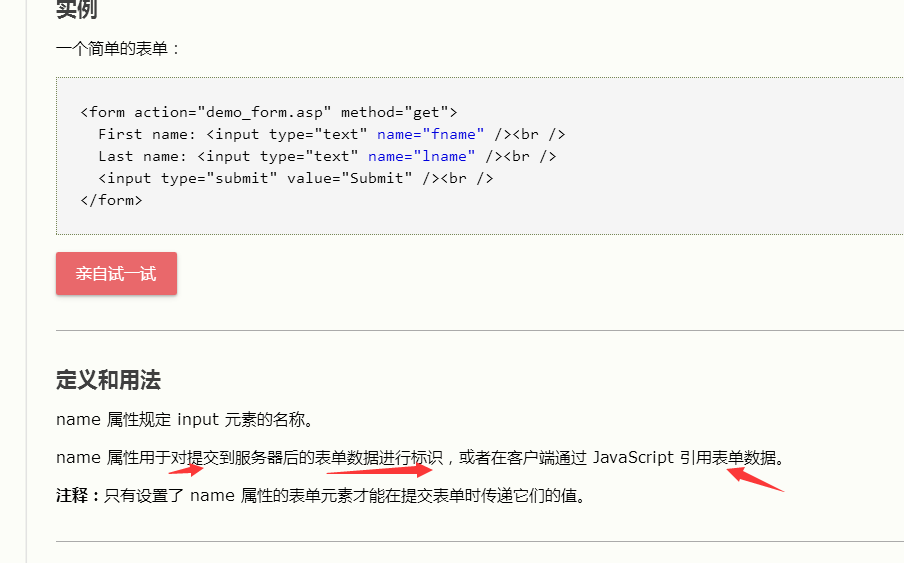 实例
一个简单的表单：
<form action="demo_form.asp" method="get">
  First name: <input type="text" name="fname" /><br />
  Last name: <input type="text" name="lname" /><br />
  <input type="submit" value="Submit" /><br />
</form>
亲自试一试
定义和用法
name 属性规定 input 元素的名称。
name 属性用于对提交到服务器后的表单数据进行标识，或者在客户端通过 JavaScript 引用表单数据。
注释：只有设置了 name 属性的表单元素才能在提交表单时传递它们的值。